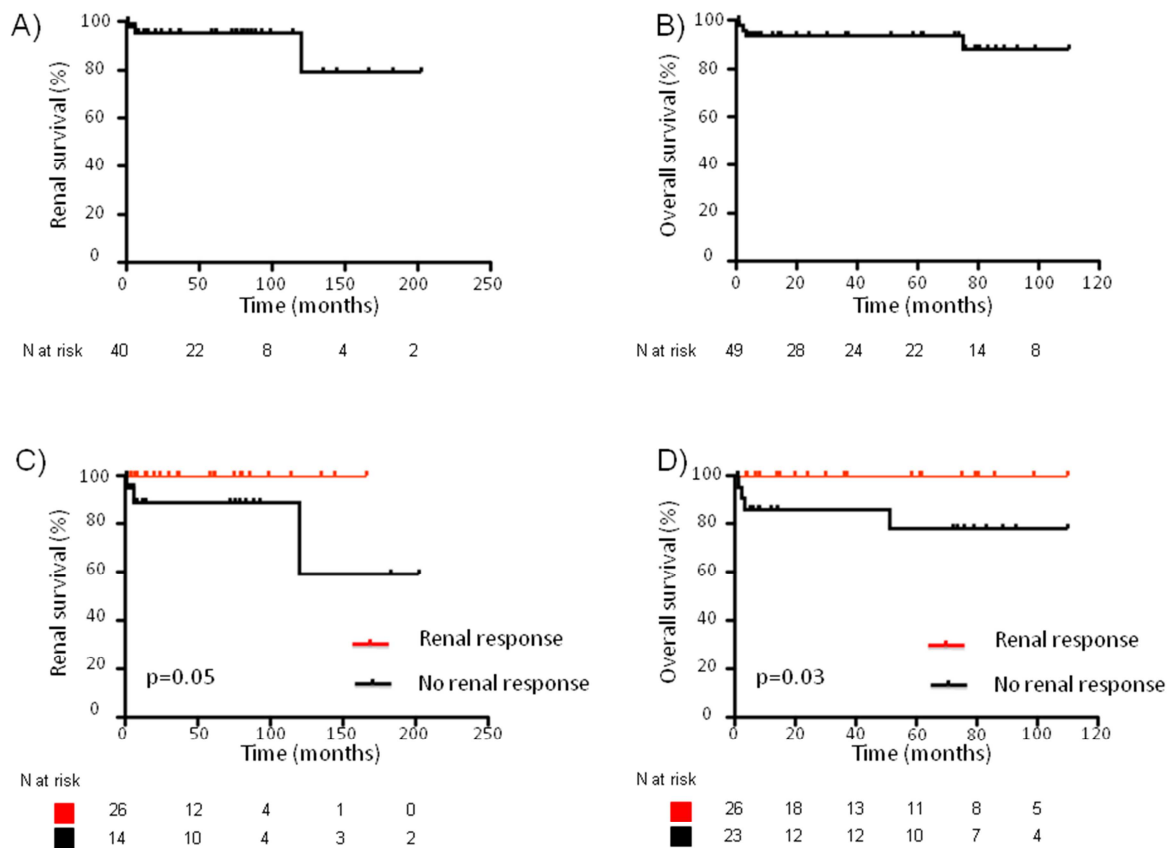 A)
Renal survival (%)
100
80
60
40
20
0
0 50 100 150 200 250
Time (months)
N at risk 40 22 8 4 2
B)
Overall survival (%)
100
80
60
40
20
0
0 20 40 60 80 100 120
Time (months)
N at risk 49 28 24 22 14 8
C)
Renal survival (%)
100
80
60
40
20
0
Renal response
No renal response
p=0.05
0 50 100 150 200 250
Time (months)
N at risk
26 12 4 1 0
14 10 4 3 2
D)
Overall survival (%)
100
80
60
40
20
0
Renal response
No renal response
p=0.03
0 20 40 60 80 100 120
Time (months)
N at risk
26 18 13 11 8 5
23 12 12 10 7 4